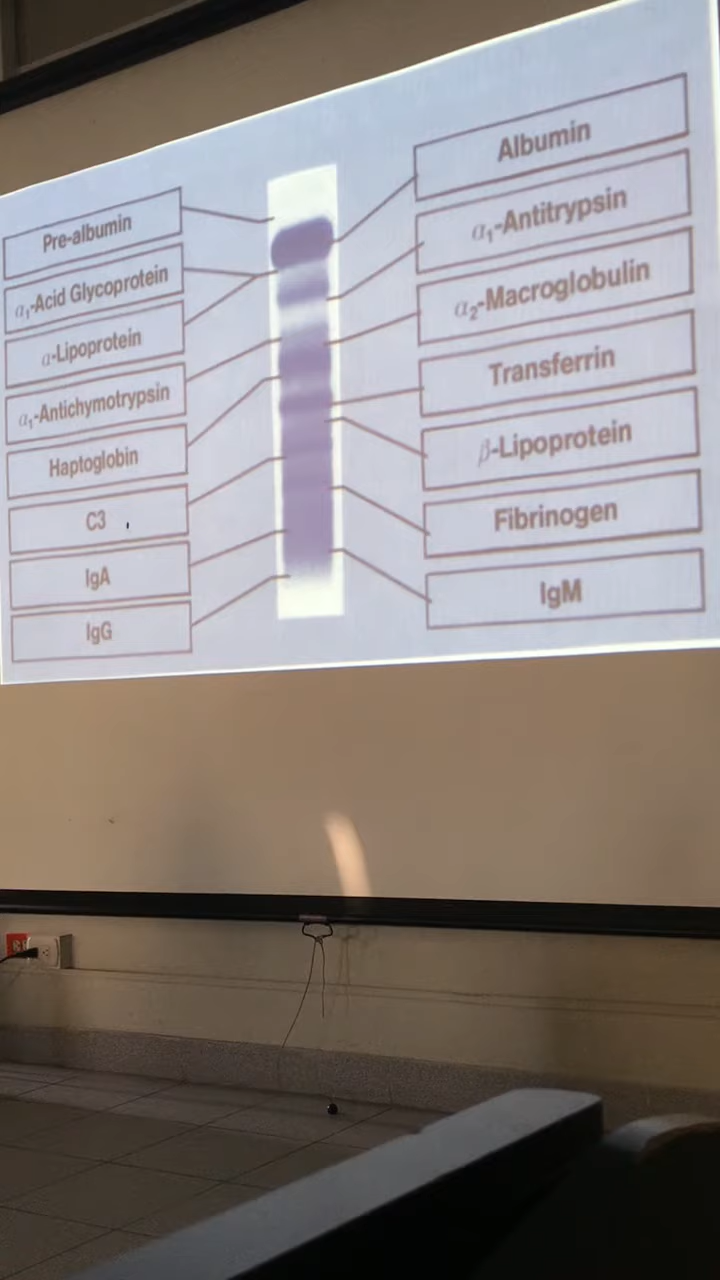 Pre-albumin
α₁-Acid Glycoprotein
α-Lipoprotein
α₁-Antichymotrypsin
Haptoglobin
C3
IgA
IgG
Albumin
α₁-Antitrypsin
α₂-Macroglobulin
Transferrin
β-Lipoprotein
Fibrinogen
IgM